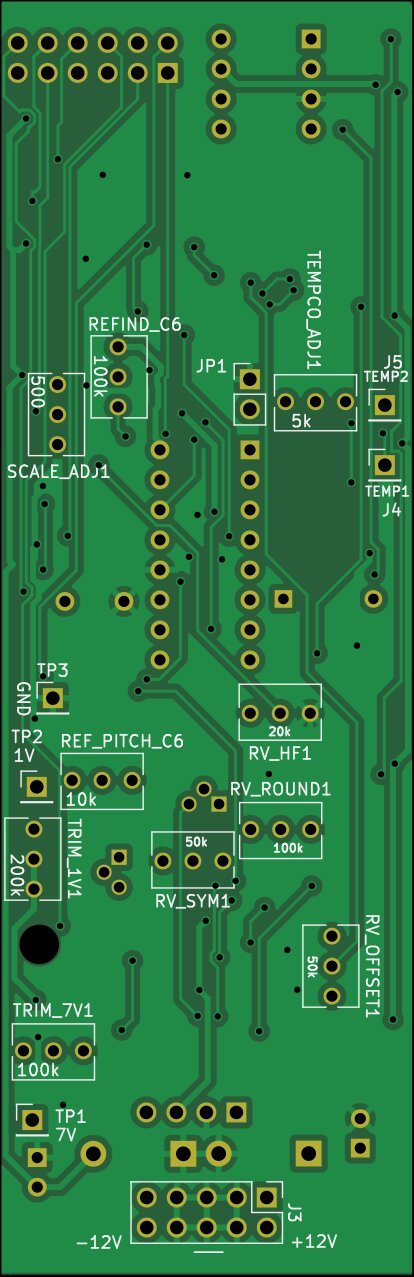 TEMPCO_ADJ1
REFIND_C6
100k
JP1
J5
TEMP2
500
5k
SCALE_ADJ1
TEMP1
J4
TP3
GND
TP2
1V
REF_PITCH_C6
10k
20k
RV_HF1
RV_ROUND1
TRIM_1V1
200k
50k
100k
RV_SYM1
RV_OFFSET1
50k
TRIM_7V1
100k
TP1
7V
J3
-12V
+12V